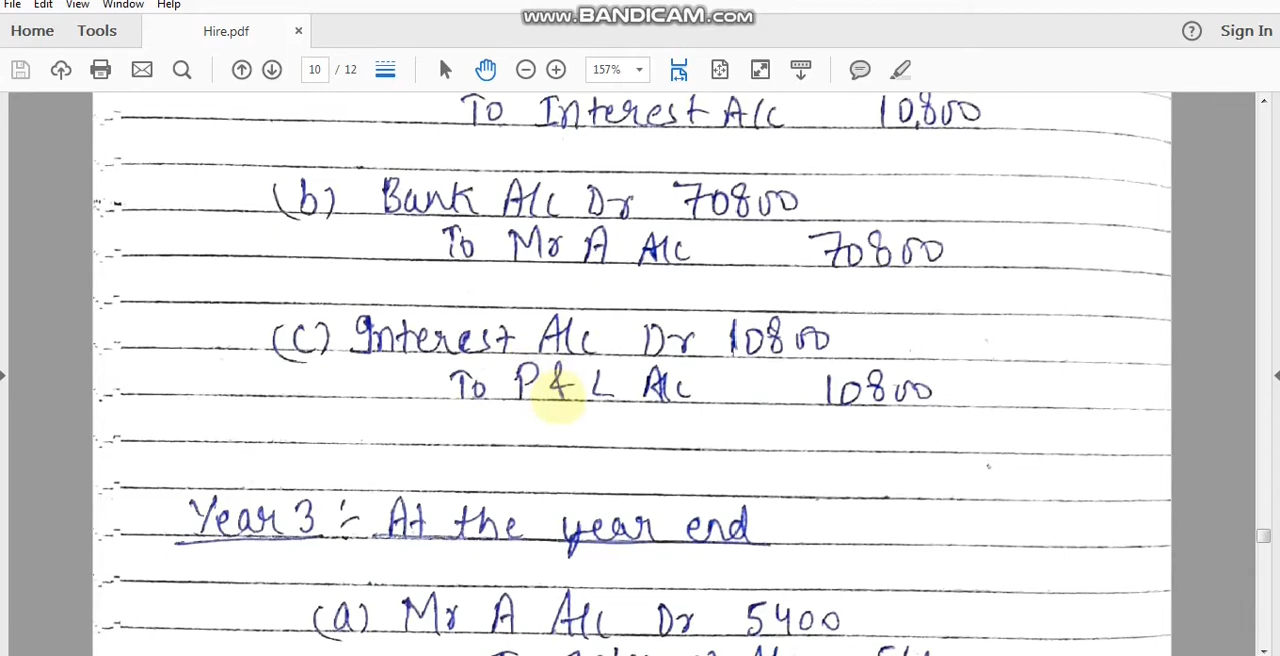 File Edit View Window Help
www.BANDICAM.com
Home Tools Hire.pdf × ? Sign In
10 / 12 157%
To Interest A/c 10,800
(b) Bank A/c Dr 70800
To Mr A A/c 70800
(c) Interest A/c Dr 10800
To P & L A/c 10800
Year 3 :- At the year end
(a) Mr A A/c Dr 5400